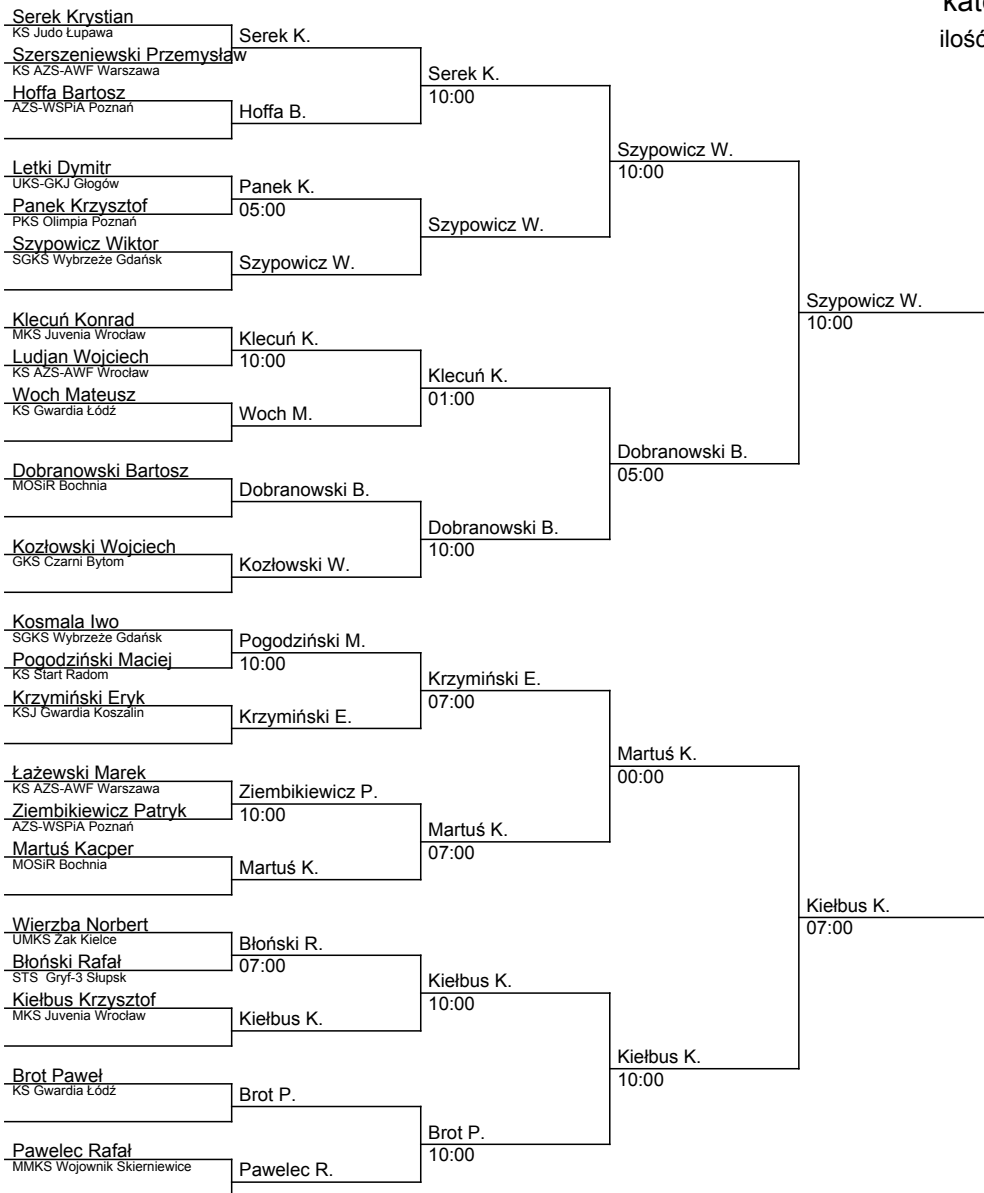 kate
ilość
Serek Krystian
KS Judo Łupawa
Szerszeniewski Przemysław
KS AZS-AWF Warszawa
Hoffa Bartosz
AZS-WSPiA Poznań
Letki Dymitr
UKS-GKJ Głogów
Panek Krzysztof
PKS Olimpia Poznań
Szypowicz Wiktor
SGKS Wybrzeże Gdańsk
Klecuń Konrad
MKS Juvenia Wrocław
Ludjan Wojciech
KS AZS-AWF Wrocław
Woch Mateusz
KS Gwardia Łódź
Dobranowski Bartosz
MOSiR Bochnia
Kozłowski Wojciech
GKS Czarni Bytom
Kosmala Iwo
SGKS Wybrzeże Gdańsk
Pogodziński Maciej
KS Start Radom
Krzymiński Eryk
KSJ Gwardia Koszalin
Łażewski Marek
KS AZS-AWF Warszawa
Ziembikiewicz Patryk
AZS-WSPiA Poznań
Martuś Kacper
MOSiR Bochnia
Wierzba Norbert
UMKS Żak Kielce
Błoński Rafał
STS Gryf-3 Słupsk
Kiełbus Krzysztof
MKS Juvenia Wrocław
Brot Paweł
KS Gwardia Łódź
Pawelec Rafał
MMKS Wojownik Skierniewice
Serek K.
Hoffa B.
Panek K.
05:00
Szypowicz W.
Klecuń K.
10:00
Woch M.
Dobranowski B.
Kozłowski W.
Pogodziński M.
10:00
Krzymiński E.
Ziembikiewicz P.
10:00
Martuś K.
Błoński R.
07:00
Kiełbus K.
Brot P.
Pawelec R.
Serek K.
10:00
Szypowicz W.
Klecuń K.
01:00
Dobranowski B.
10:00
Krzymiński E.
07:00
Martuś K.
07:00
Kiełbus K.
10:00
Brot P.
10:00
Szypowicz W.
10:00
Dobranowski B.
05:00
Martuś K.
00:00
Kiełbus K.
10:00
Szypowicz W.
10:00
Kiełbus K.
07:00